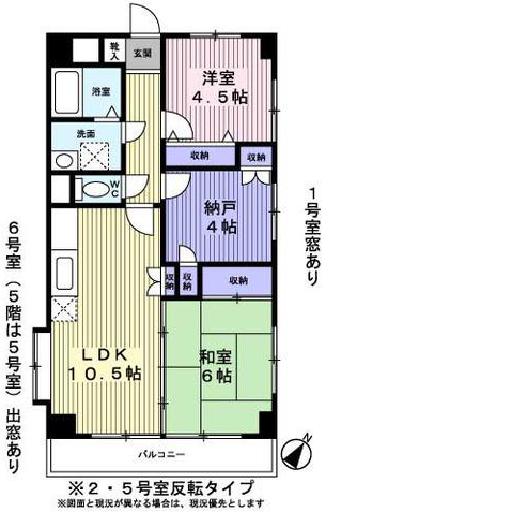 靴入
玄関
浴室
洋室
4.5帖
洗面
収納
収納
WC
納戸
4帖
1号室窓あり
6号室（5階は5号室）出窓あり
収納
収納
収納
LDK
10.5帖
和室
6帖
バルコニー
N
※2・5号室反転タイプ
※図面と現況が異なる場合は、現況優先とします